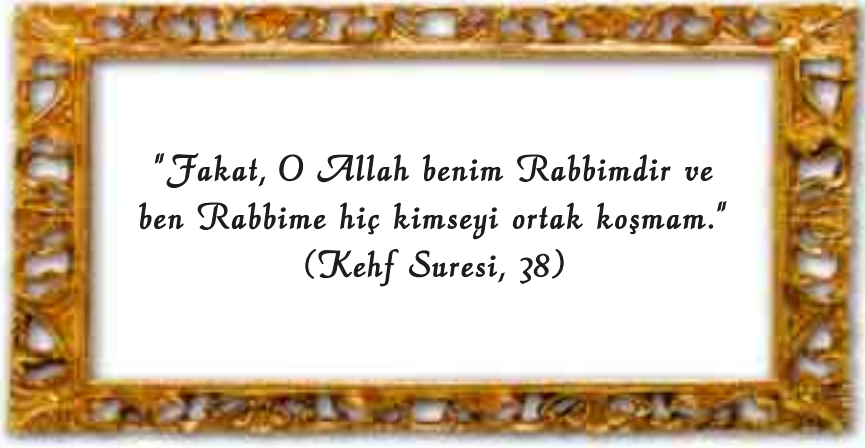 "Fakat, O Allah benim Rabbimdir ve
ben Rabbime hiç kimseyi ortak koşmam."
(Kehf Suresi, 38)